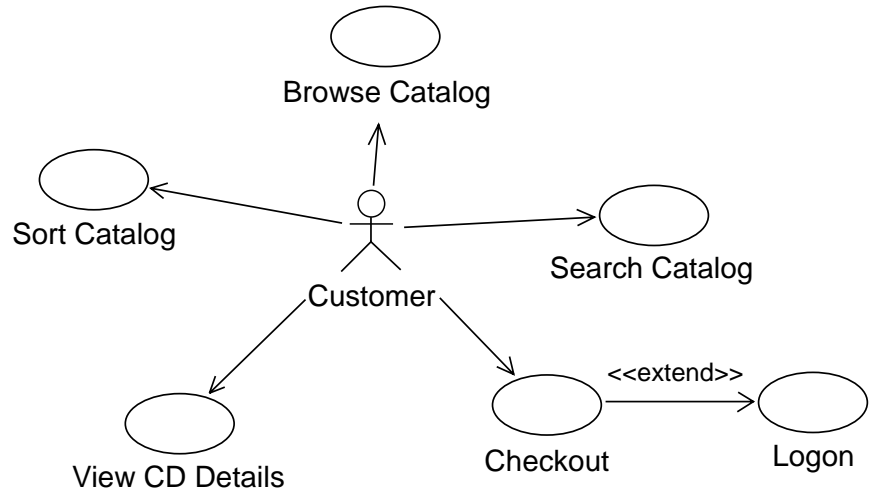 Browse Catalog
Sort Catalog
Search Catalog
Customer
<<extend>>
View CD Details
Checkout
Logon